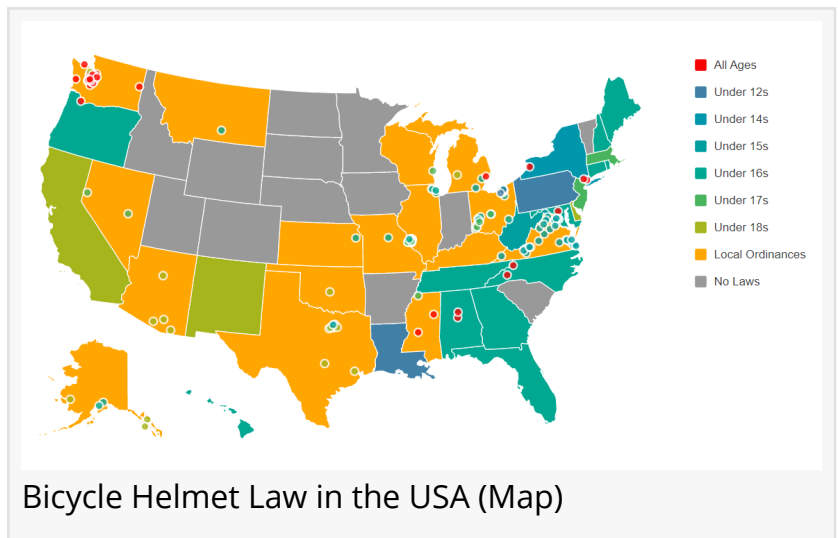 All Ages
Under 12s
Under 14s
Under 15s
Under 16s
Under 17s
Under 18s
Local Ordinances
No Laws
Bicycle Helmet Law in the USA (Map)